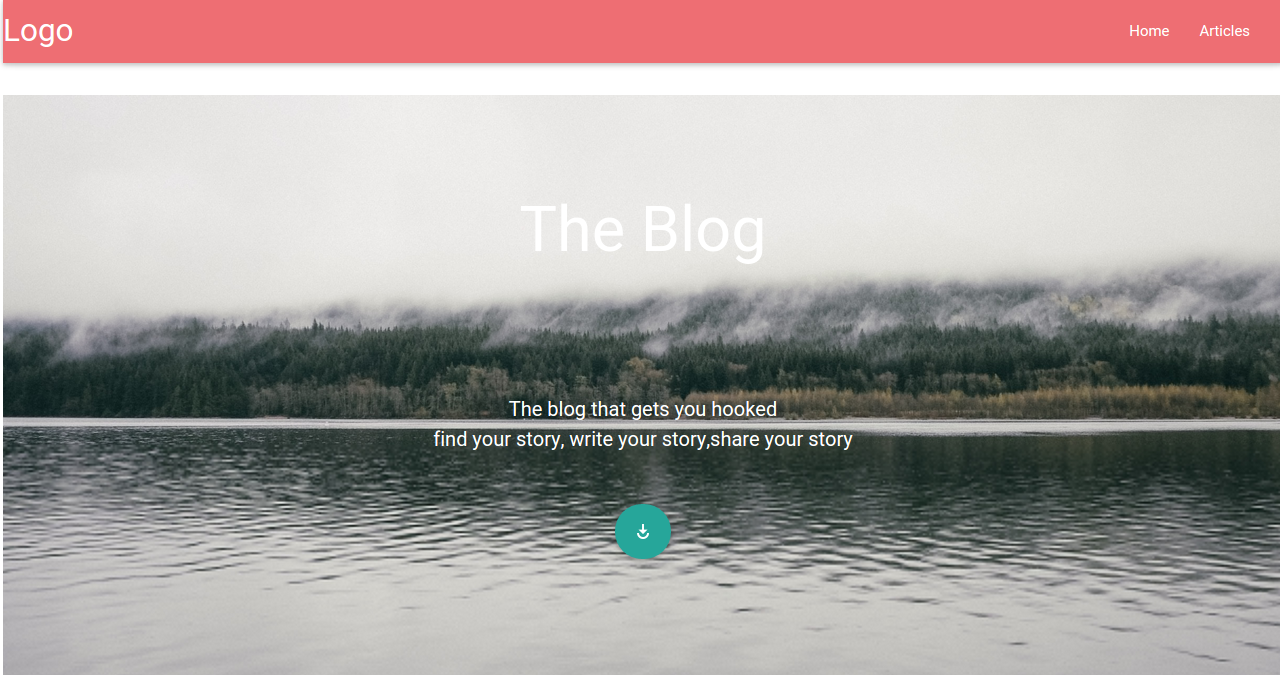 Logo
Home Articles
The Blog
The blog that gets you hooked
find your story, write your story,share your story